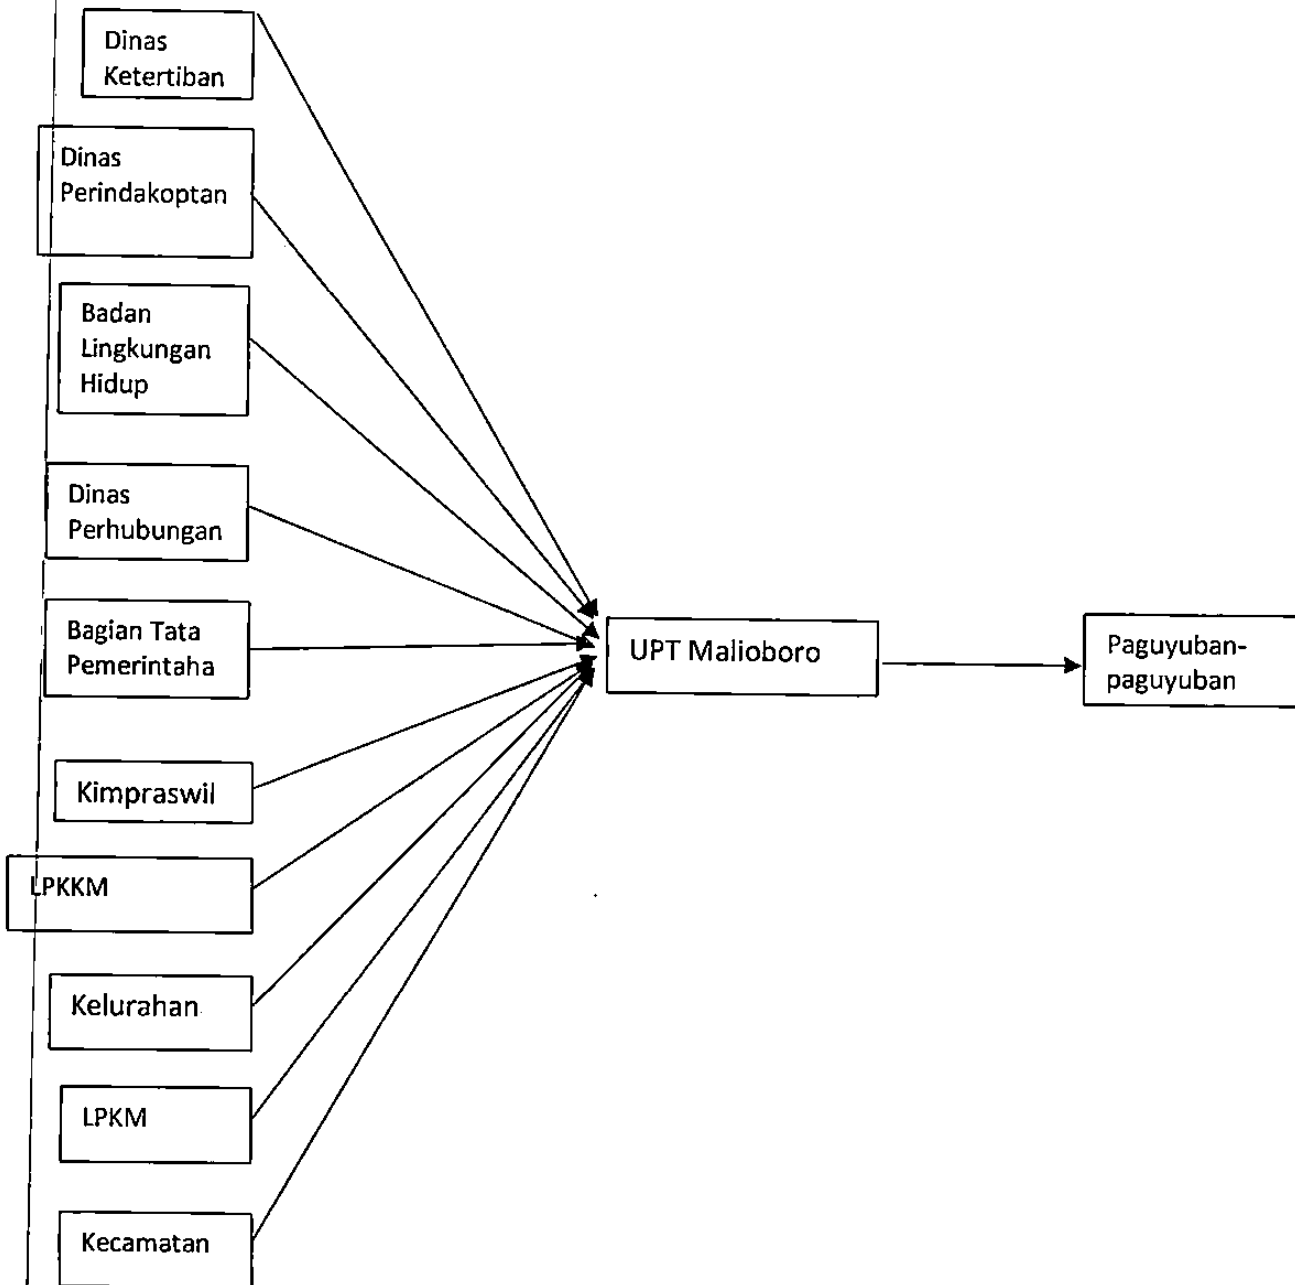 Dinas
Ketertiban
Dinas
Perindakoptan
Badan
Lingkungan
Hidup
Dinas
Perhubungan
Bagian Tata
Pemerintaha
Kimpraswil
LPKKM
Kelurahan
LPKM
Kecamatan
UPT Malioboro
Paguyuban-
paguyuban